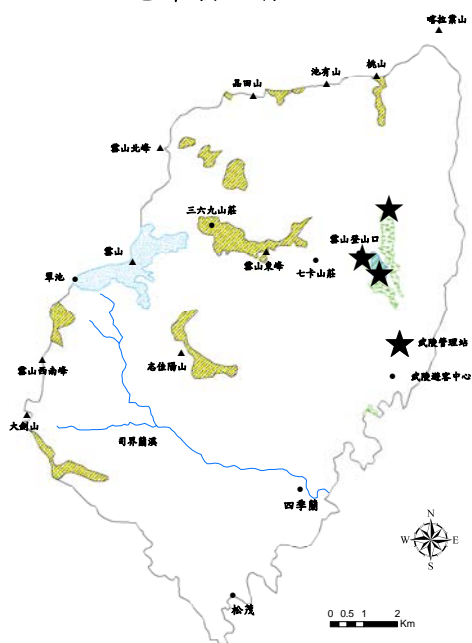 喀拉業山
桃山
池有山
品田山
雪山北峰
三六九山莊
雪山登山口
雪山
雪山東峰
七卡山莊
翠池
武陵管理站
志佳陽山
雪山西南峰
武陵遊客中心
大劍山
司界蘭溪
四季蘭
N
W E
S
松茂
0 0.5 1 2
Km